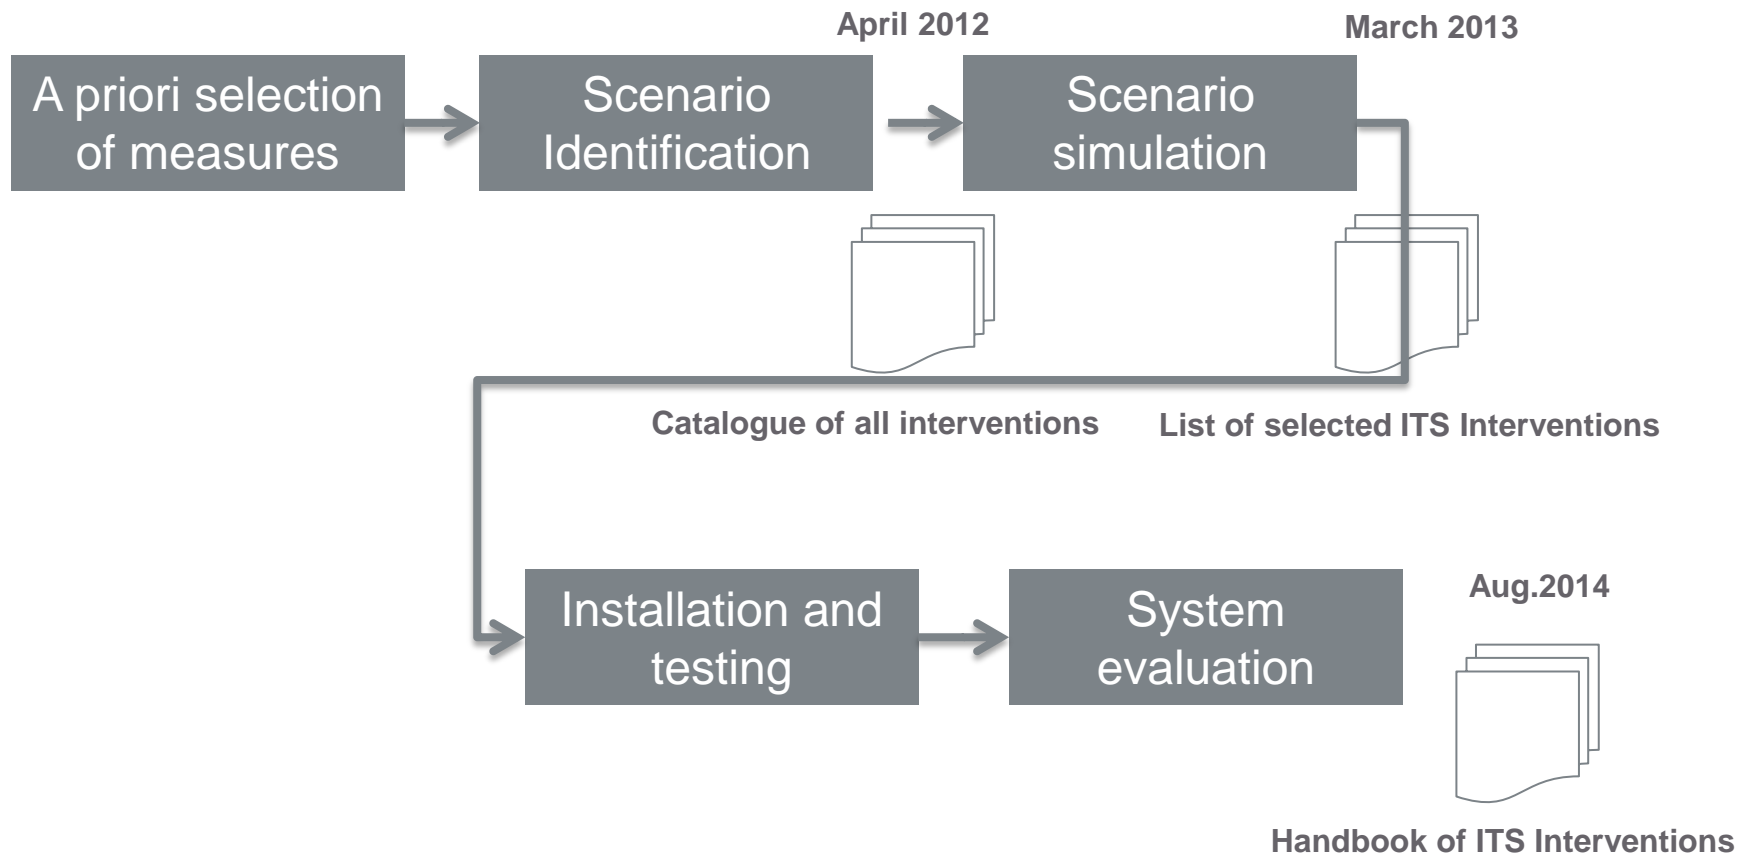 April 2012
March 2013
A priori selection
of measures
Scenario
Identification
Scenario
simulation
Catalogue of all interventions
List of selected ITS Interventions
Installation and
testing
System
evaluation
Aug.2014
Handbook of ITS Interventions